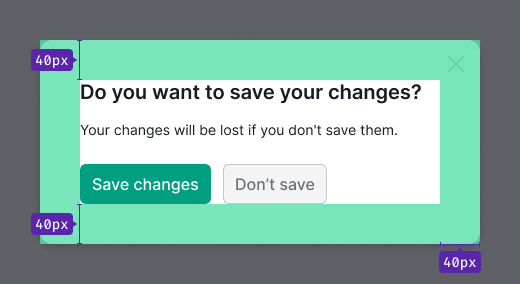 40px
Do you want to save your changes?
Your changes will be lost if you don't save them.
Save changes
Don’t save
40px
40px